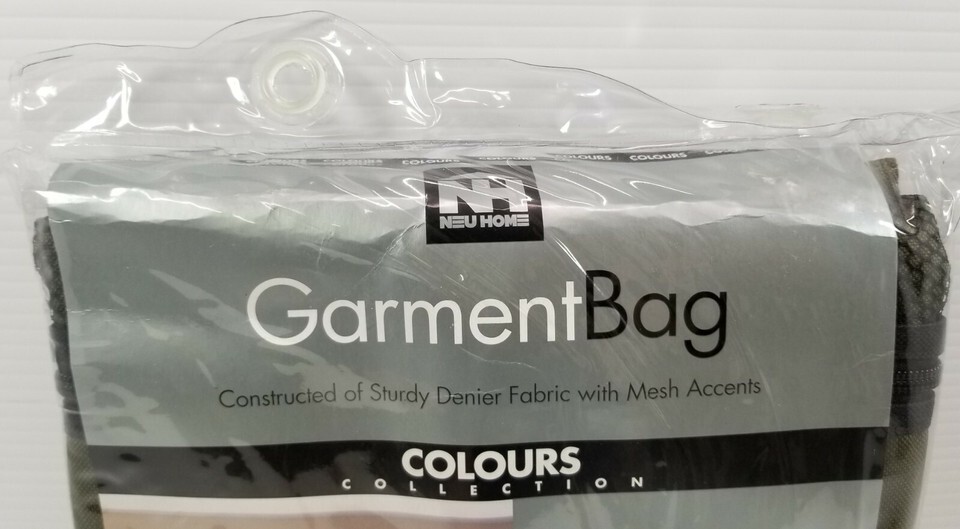 COLOURS COLOURS COLOURS COLOURS COLOURS
NH
NEU HOME
GarmentBag
Constructed of Sturdy Denier Fabric with Mesh Accents
COLOURS
COLLECTION